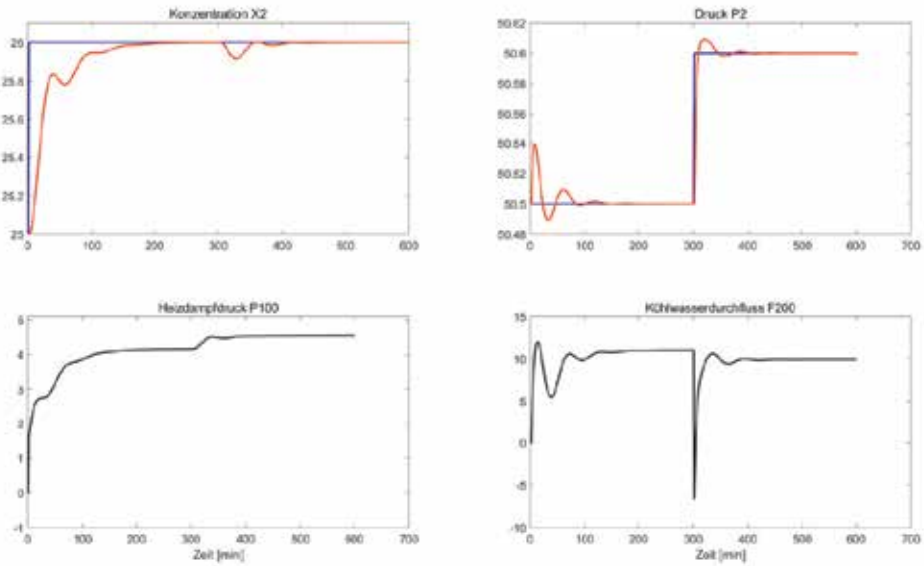 Konzentration X2
26
25.8
25.6
25.4
25.2
25
0 100 200 300 400 500 600
Druck P2
50.62
50.6
50.58
50.56
50.54
50.52
50.5
50.48
0 100 200 300 400 500 600 700
Heizdampfdruck P100
5
4
3
2
1
0
-1
0 100 200 300 400 500 600 700
Zeit [min]
Kühlwasserdurchfluss F200
15
10
5
0
-5
-10
0 100 200 300 400 500 600 700
Zeit [min]